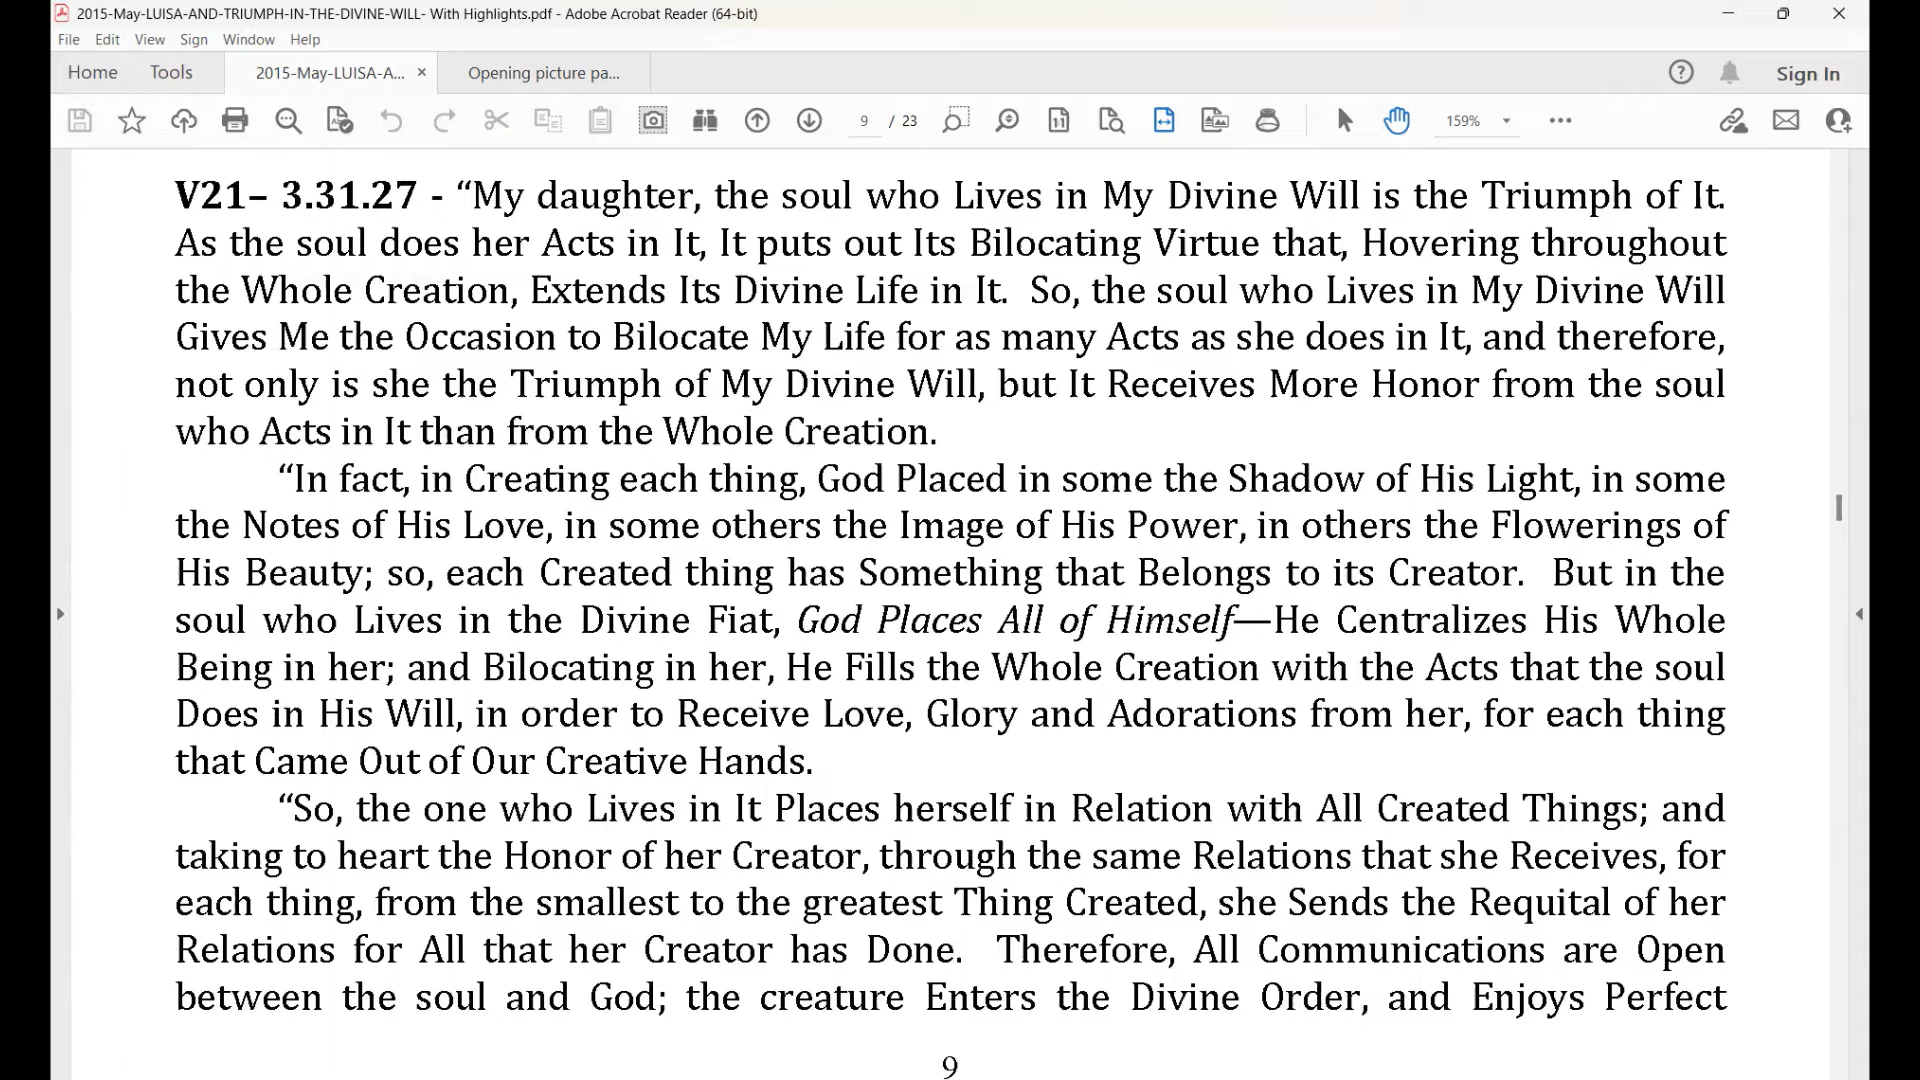 2015-May-LUISA-AND-TRIUMPH-IN-THE-DIVINE-WILL- With Highlights.pdf - Adobe Acrobat Reader (64-bit)
File Edit View Sign Window Help
Home Tools 2015-May-LUISA-A... × Opening picture pa... Sign In
9 / 23 159%
V21– 3.31.27 - “My daughter, the soul who Lives in My Divine Will is the Triumph of It.
As the soul does her Acts in It, It puts out Its Bilocating Virtue that, Hovering throughout
the Whole Creation, Extends Its Divine Life in It. So, the soul who Lives in My Divine Will
Gives Me the Occasion to Bilocate My Life for as many Acts as she does in It, and therefore,
not only is she the Triumph of My Divine Will, but It Receives More Honor from the soul
who Acts in It than from the Whole Creation.
“In fact, in Creating each thing, God Placed in some the Shadow of His Light, in some
the Notes of His Love, in some others the Image of His Power, in others the Flowerings of
His Beauty; so, each Created thing has Something that Belongs to its Creator. But in the
soul who Lives in the Divine Fiat, God Places All of Himself—He Centralizes His Whole
Being in her; and Bilocating in her, He Fills the Whole Creation with the Acts that the soul
Does in His Will, in order to Receive Love, Glory and Adorations from her, for each thing
that Came Out of Our Creative Hands.
“So, the one who Lives in It Places herself in Relation with All Created Things; and
taking to heart the Honor of her Creator, through the same Relations that she Receives, for
each thing, from the smallest to the greatest Thing Created, she Sends the Requital of her
Relations for All that her Creator has Done. Therefore, All Communications are Open
between the soul and God; the creature Enters the Divine Order, and Enjoys Perfect
9